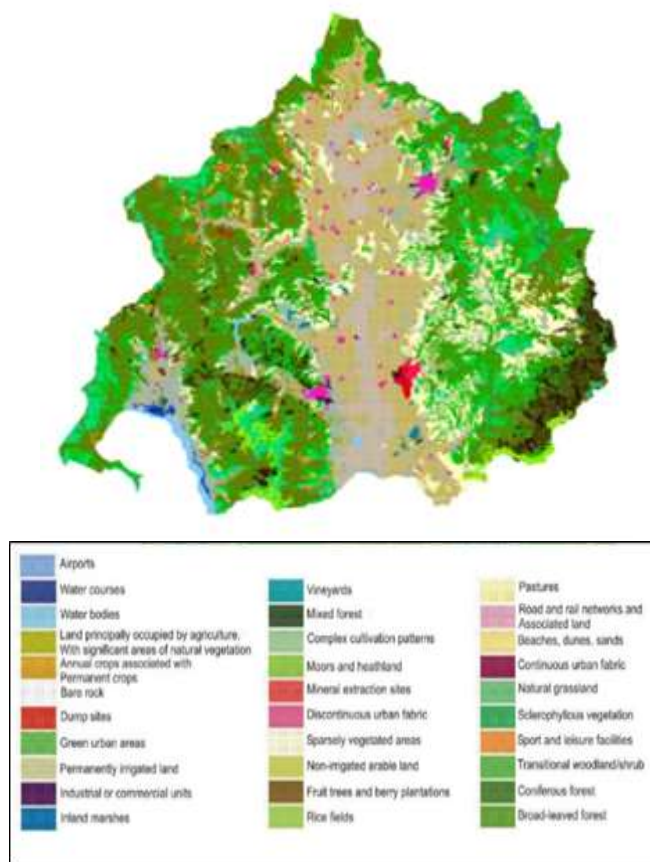 Airports
Water courses
Water bodies
Land principally occupied by agriculture,
With significant areas of natural vegetation
Annual crops associated with
Permanent crops
Bare rock
Dump sites
Green urban areas
Permanently irrigated land
Industrial or commercial units
Inland marshes
Vineyards
Mixed forest
Complex cultivation patterns
Moors and heathland
Mineral extraction sites
Discontinuous urban fabric
Sparsely vegetated areas
Non-irrigated arable land
Fruit trees and berry plantations
Rice fields
Pastures
Road and rail networks and
Associated land
Beaches, dunes, sands
Continuous urban fabric
Natural grassland
Sclerophyllous vegetation
Sport and leisure facilities
Transitional woodland/shrub
Coniferous forest
Broad-leaved forest